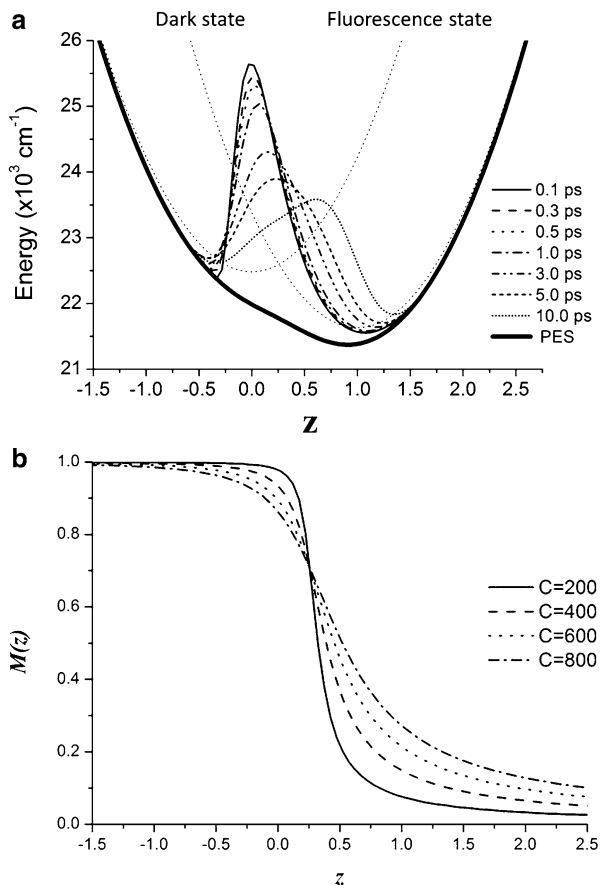 a
Dark state
Fluorescence state
26
25
24
23
22
21
Energy (x10³ cm⁻¹)
0.1 ps
0.3 ps
0.5 ps
1.0 ps
3.0 ps
5.0 ps
10.0 ps
PES
-1.5 -1.0 -0.5 0.0 0.5 1.0 1.5 2.0 2.5
z
b
1.0
0.8
0.6
0.4
0.2
0.0
M(z)
C=200
C=400
C=600
C=800
-1.5 -1.0 -0.5 0.0 0.5 1.0 1.5 2.0 2.5
z